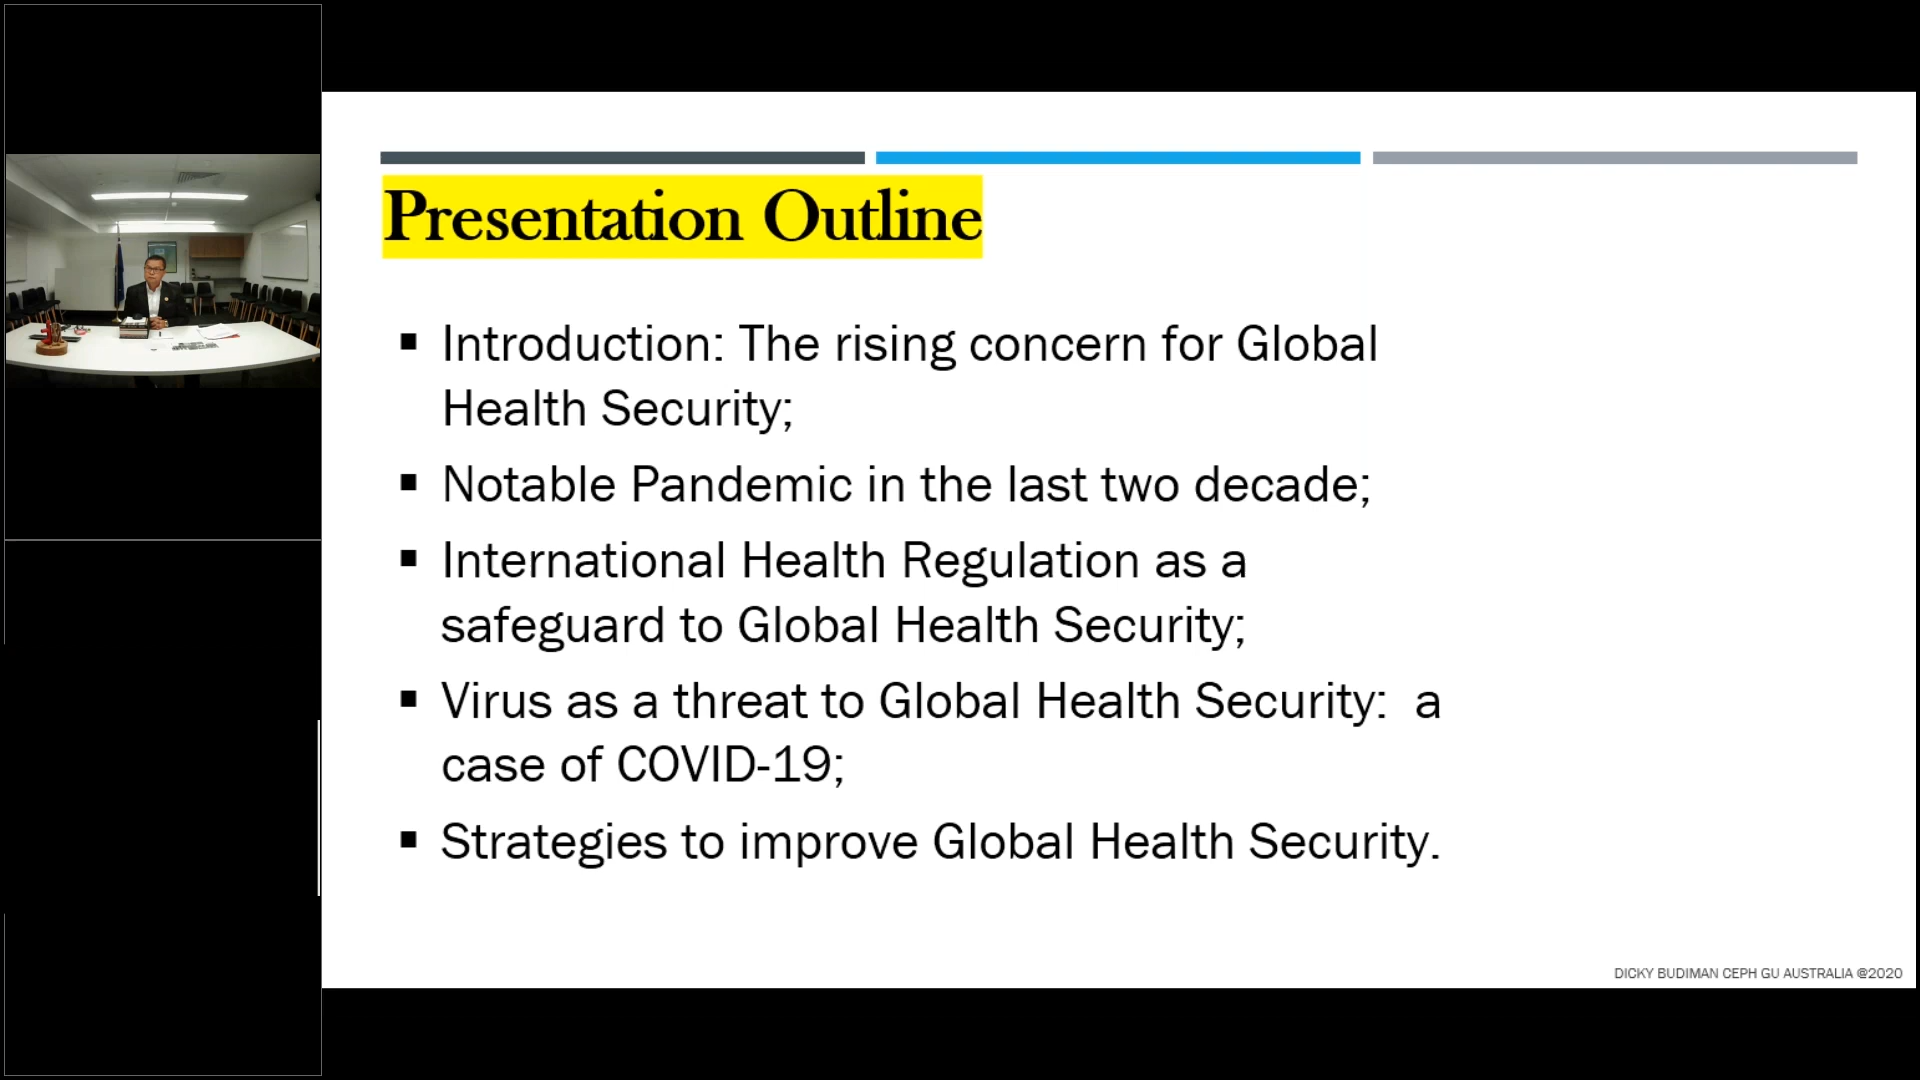 Presentation Outline
Introduction: The rising concern for Global
Health Security;
Notable Pandemic in the last two decade;
International Health Regulation as a
safeguard to Global Health Security;
Virus as a threat to Global Health Security:  a
case of COVID-19;
Strategies to improve Global Health Security.
DICKY BUDIMAN CEPH GU AUSTRALIA @2020